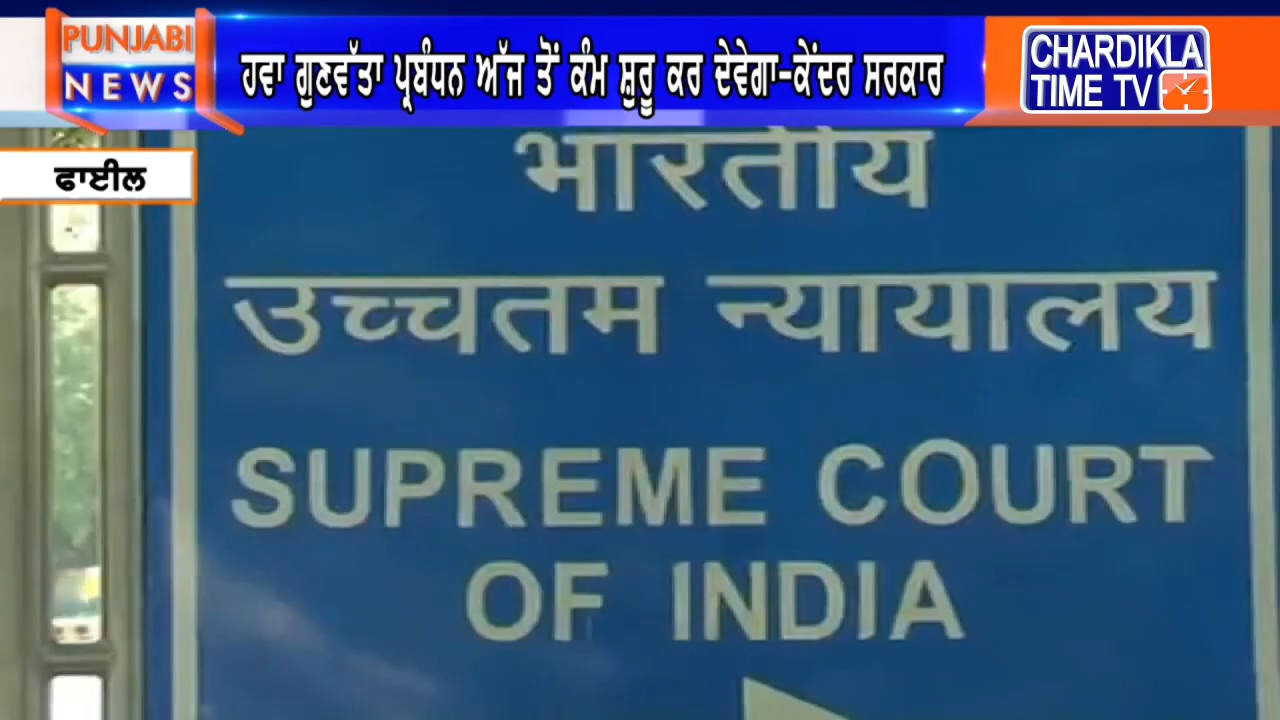 PUNJABI
NEWS
ਹਵਾ ਗੁਣਵੱਤਾ ਪ੍ਰਬੰਧਨ ਅੱਜ ਤੋਂ ਕੰਮ ਸ਼ੁਰੂ ਕਰ ਦੇਵੇਗਾ-ਕੇਂਦਰ ਸਰਕਾਰ
CHARDIKLA
TIME TV
ਫਾਈਲ
भारतीय
उच्चतम न्यायालय
SUPREME COURT
OF INDIA